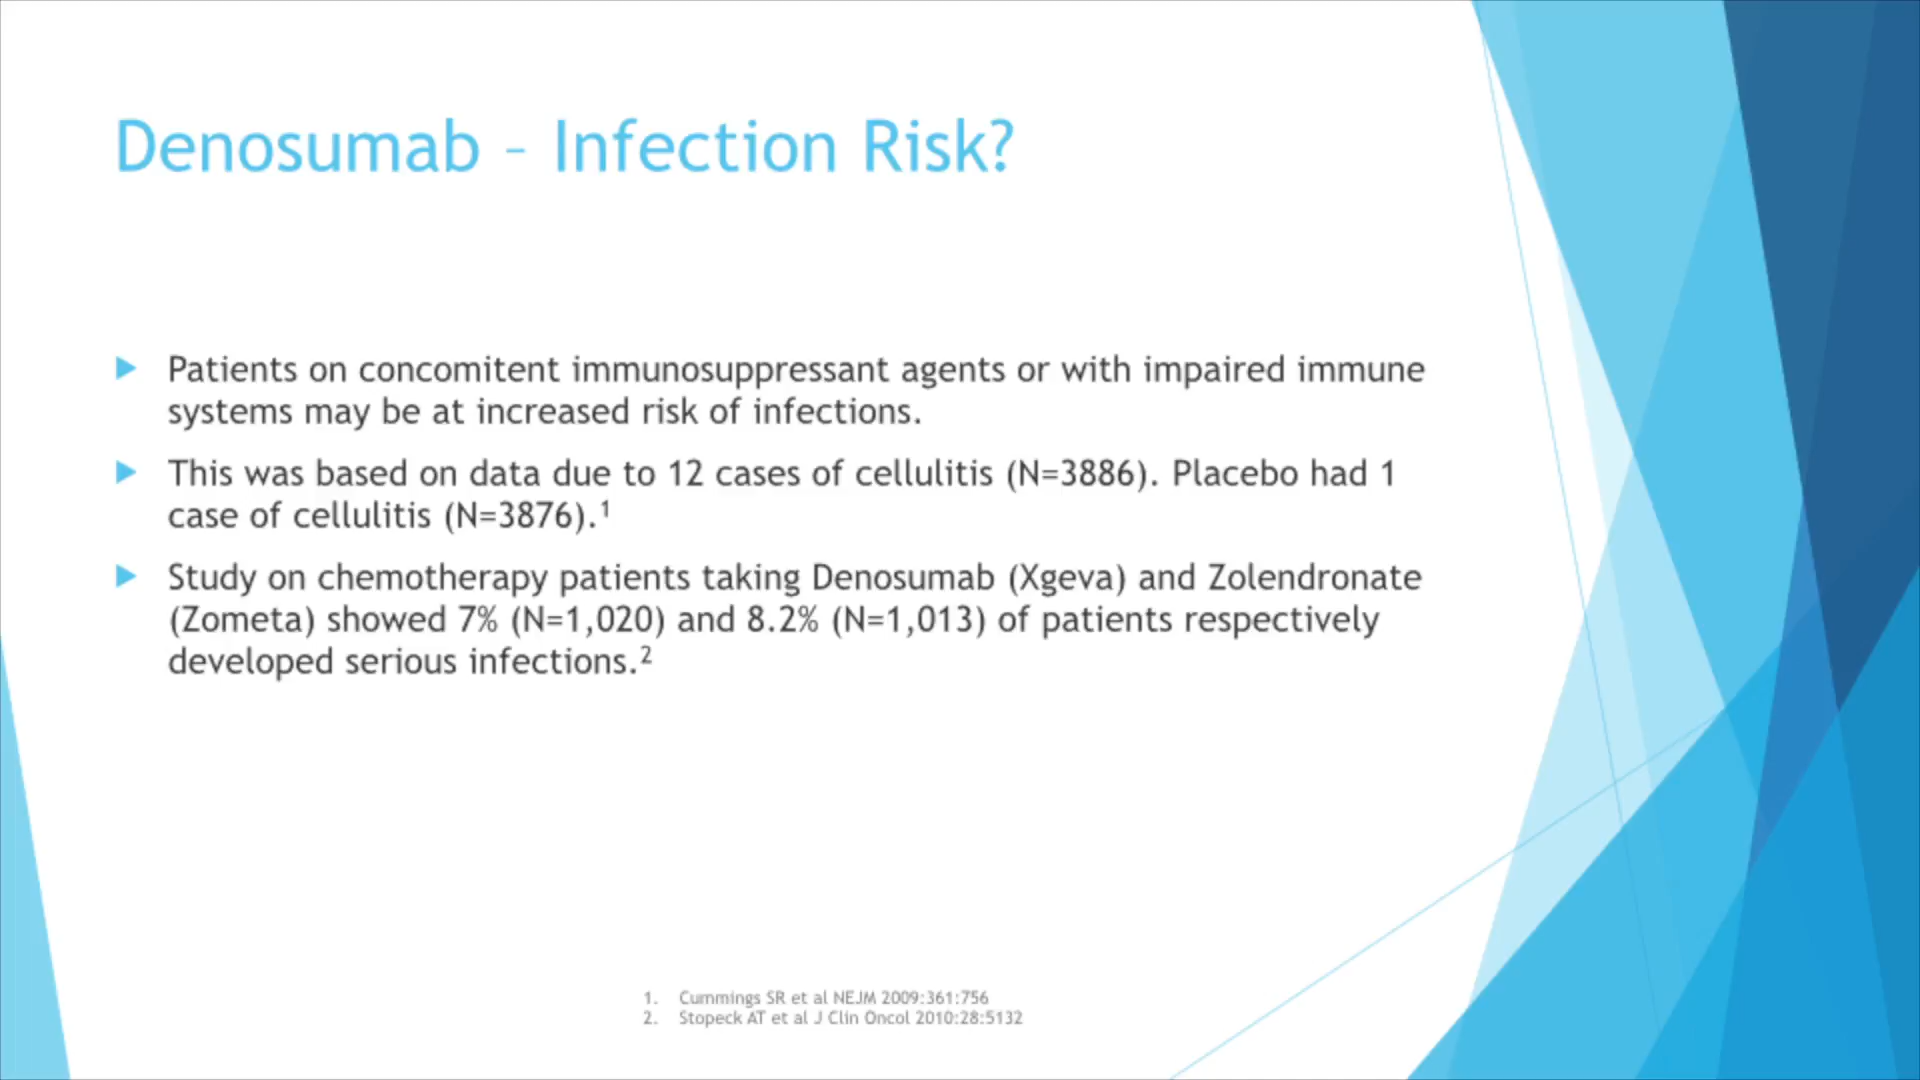 Denosumab – Infection Risk?
Patients on concomitent immunosuppressant agents or with impaired immune
systems may be at increased risk of infections.
This was based on data due to 12 cases of cellulitis (N=3886). Placebo had 1
case of cellulitis (N=3876).1
Study on chemotherapy patients taking Denosumab (Xgeva) and Zolendronate
(Zometa) showed 7% (N=1,020) and 8.2% (N=1,013) of patients respectively
developed serious infections.2
1. Cummings SR et al NEJM 2009:361:756
2. Stopeck AT et al J Clin Oncol 2010:28:5132